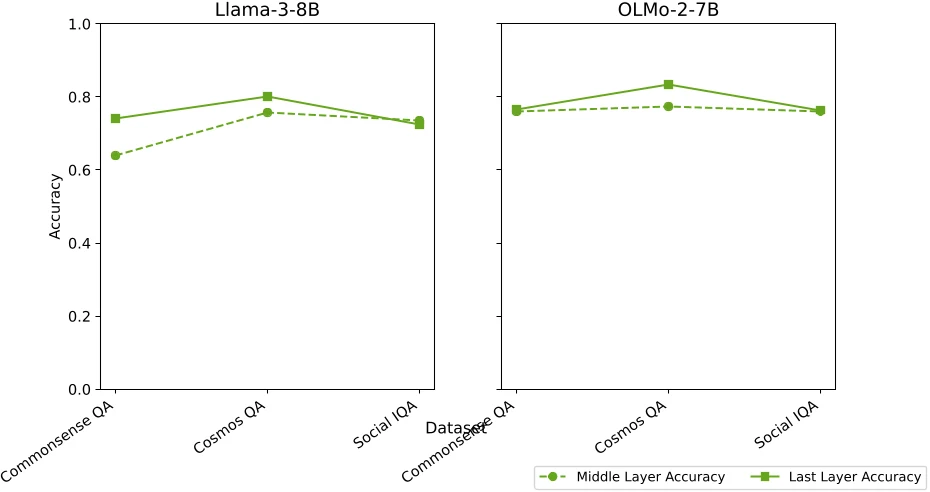 Llama-3-8B
OLMo-2-7B
Accuracy
1.0
0.8
0.6
0.4
0.2
0.0
Commonsense QA
Cosmos QA
Social IQA
Commonsense QA
Cosmos QA
Social IQA
Dataset
Middle Layer Accuracy
Last Layer Accuracy